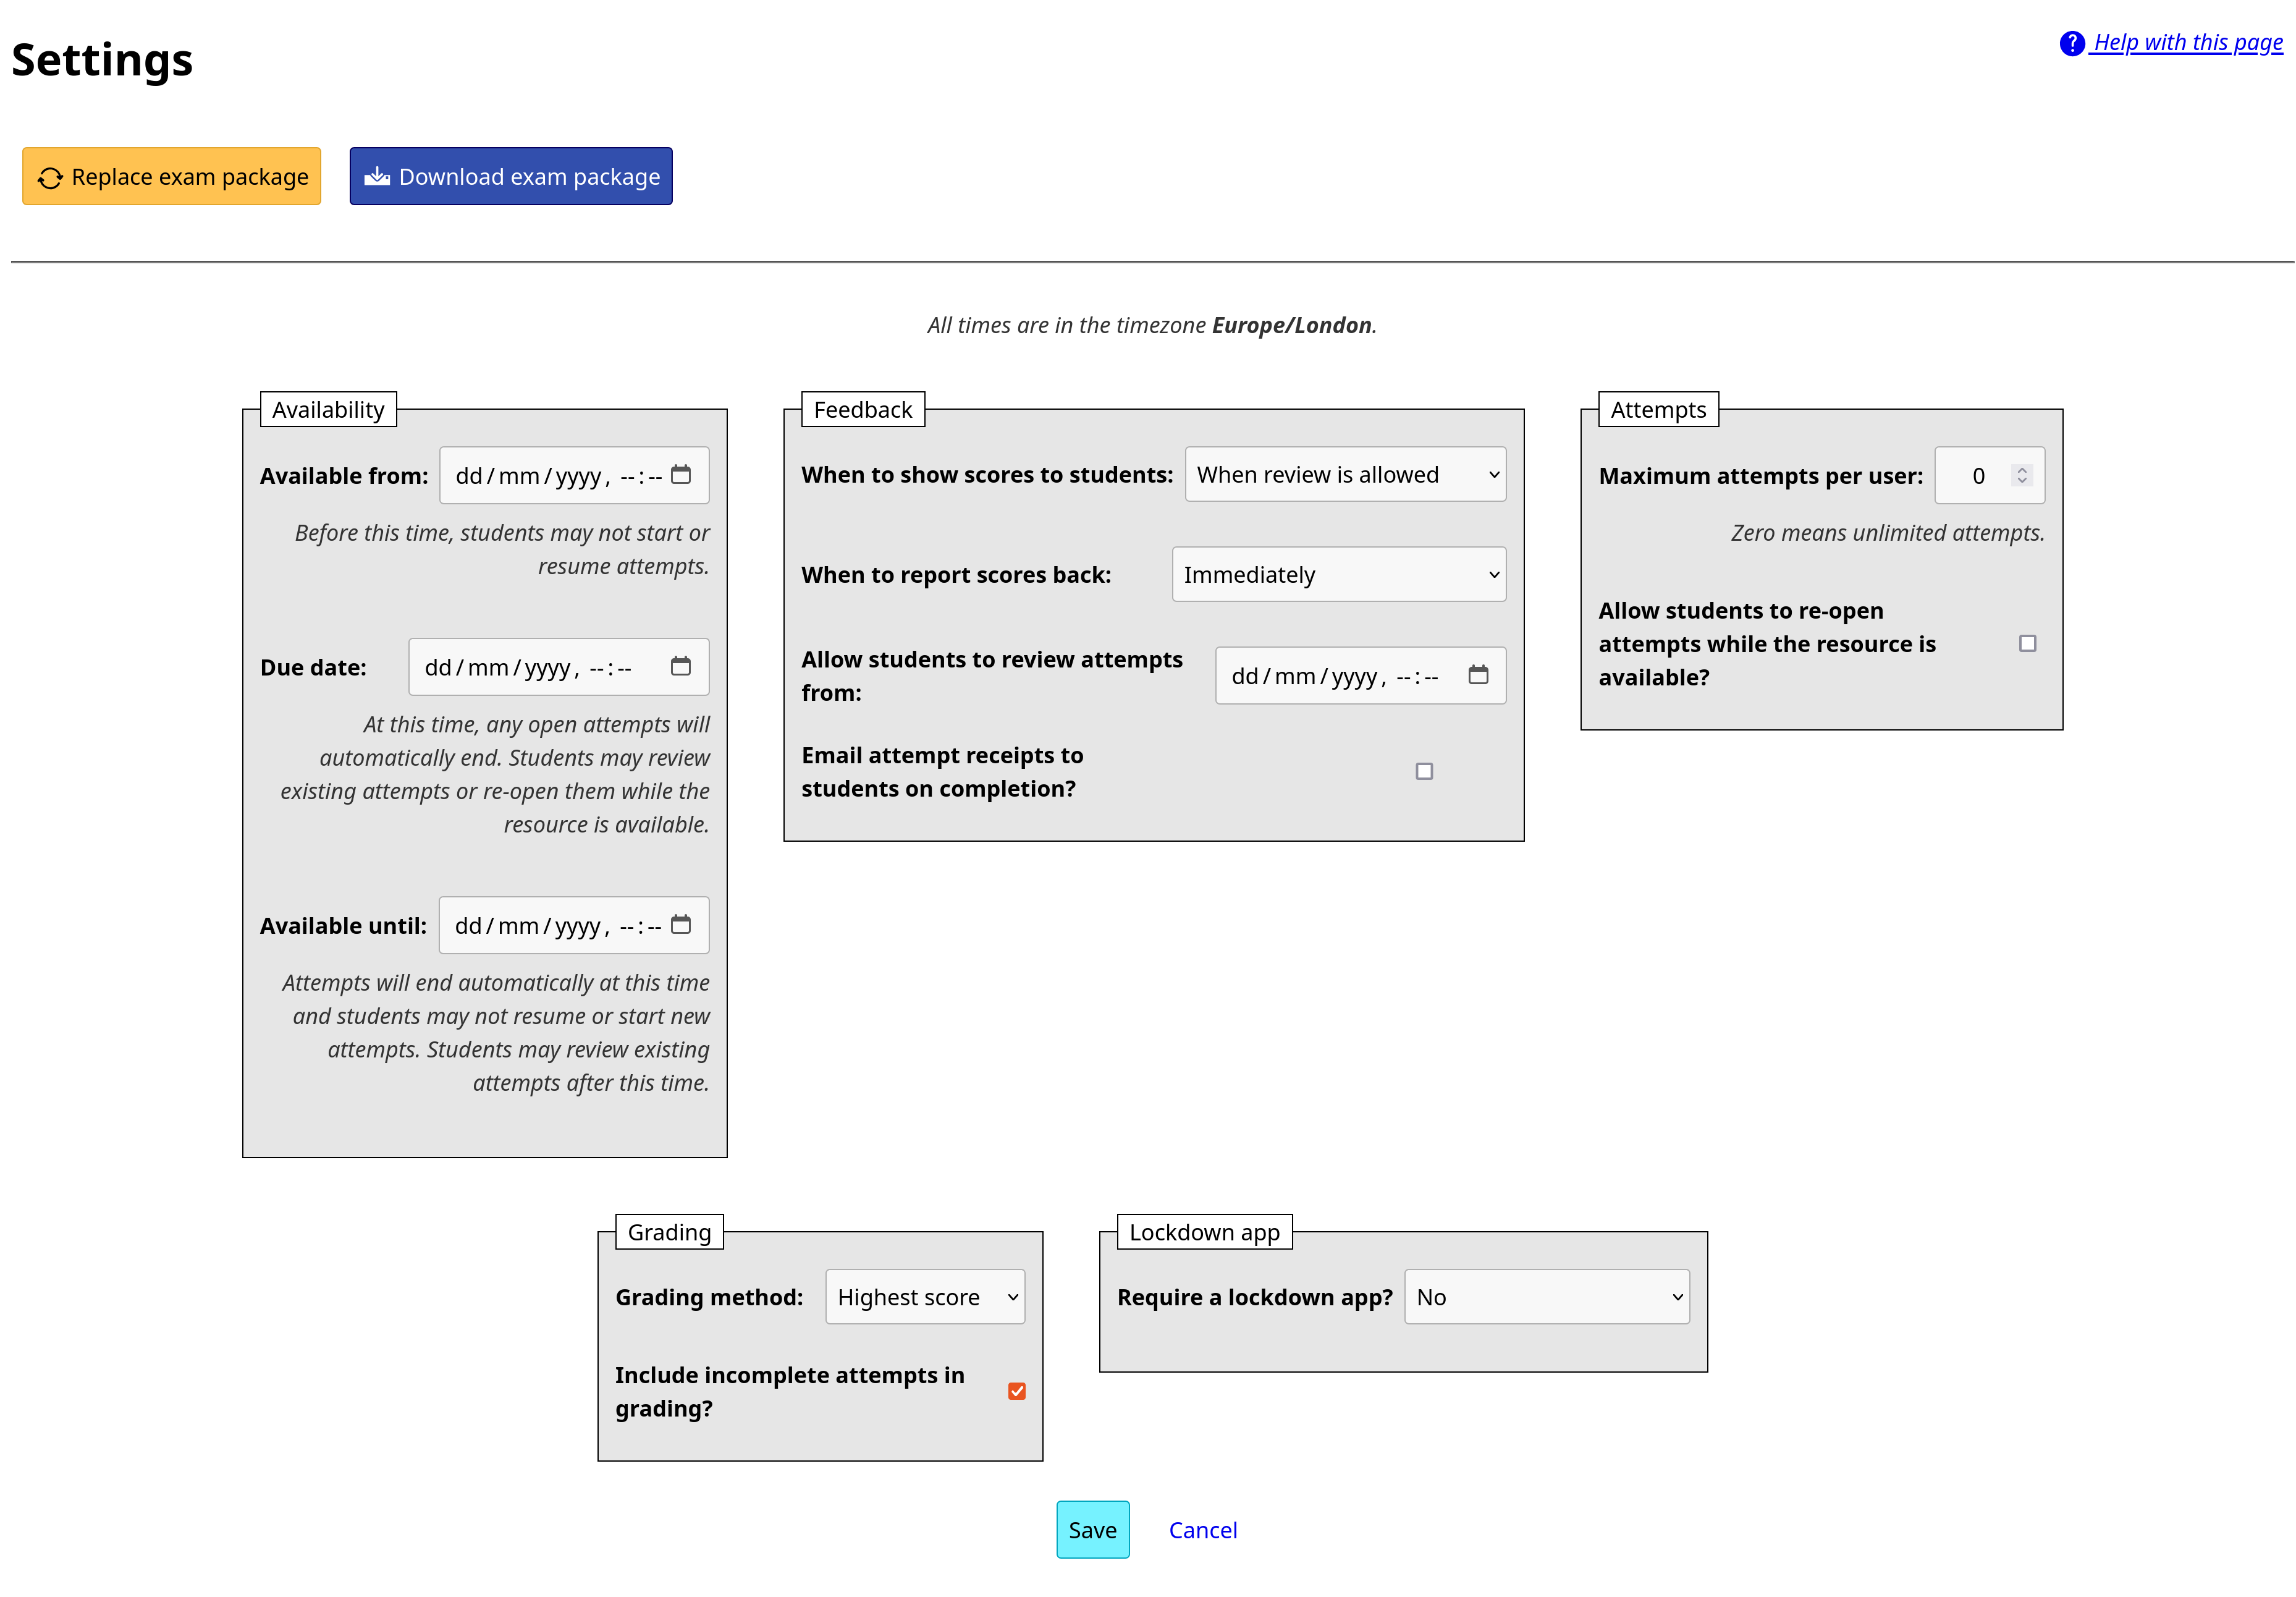 Settings
Help with this page
Replace exam package
Download exam package
All times are in the timezone Europe/London.
Availability
Available from: dd/mm/yyyy, --:--
Before this time, students may not start or
resume attempts.
Due date: dd/mm/yyyy, --:--
At this time, any open attempts will
automatically end. Students may review
existing attempts or re-open them while the
resource is available.
Available until: dd/mm/yyyy, --:--
Attempts will end automatically at this time
and students may not resume or start new
attempts. Students may review existing
attempts after this time.
Feedback
When to show scores to students: When review is allowed
When to report scores back: Immediately
Allow students to review attempts
from:
dd/mm/yyyy, --:--
Email attempt receipts to
students on completion?
Attempts
Maximum attempts per user: 0
Zero means unlimited attempts.
Allow students to re-open
attempts while the resource is
available?
Grading
Grading method: Highest score
Include incomplete attempts in
grading?
Lockdown app
Require a lockdown app? No
Save
Cancel